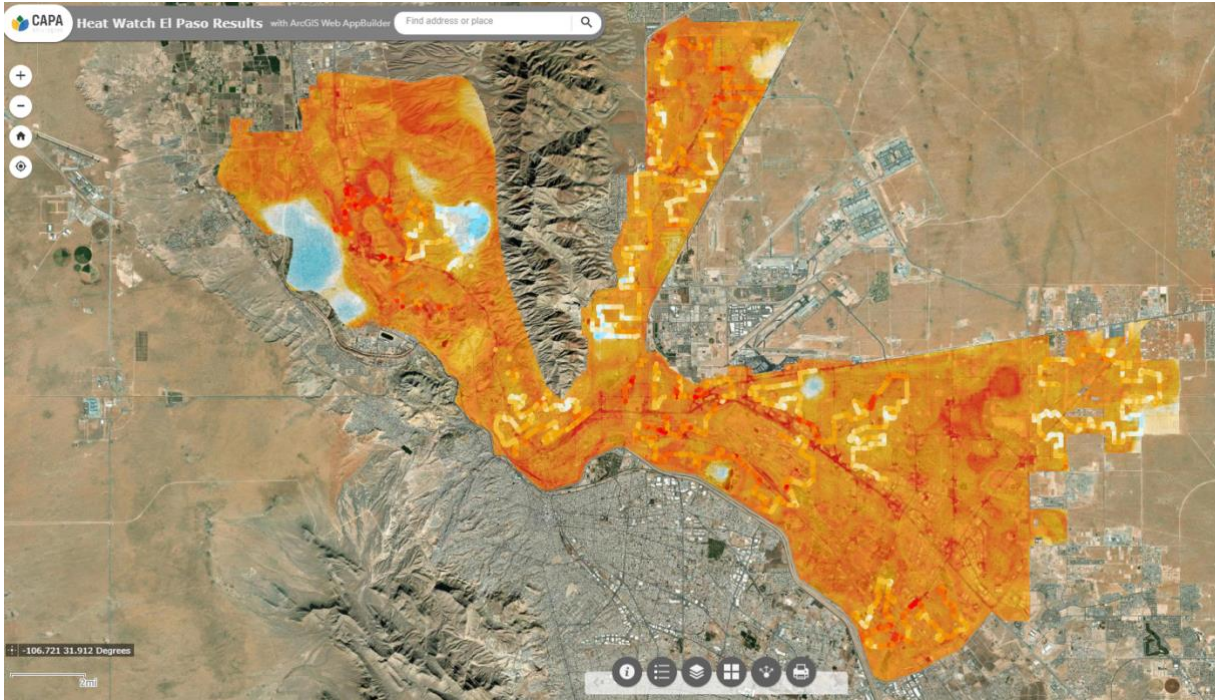 CAPA
Heat Watch El Paso Results with ArcGIS Web AppBuilder
Find address or place
-106.721 31.912 Degrees
2mi